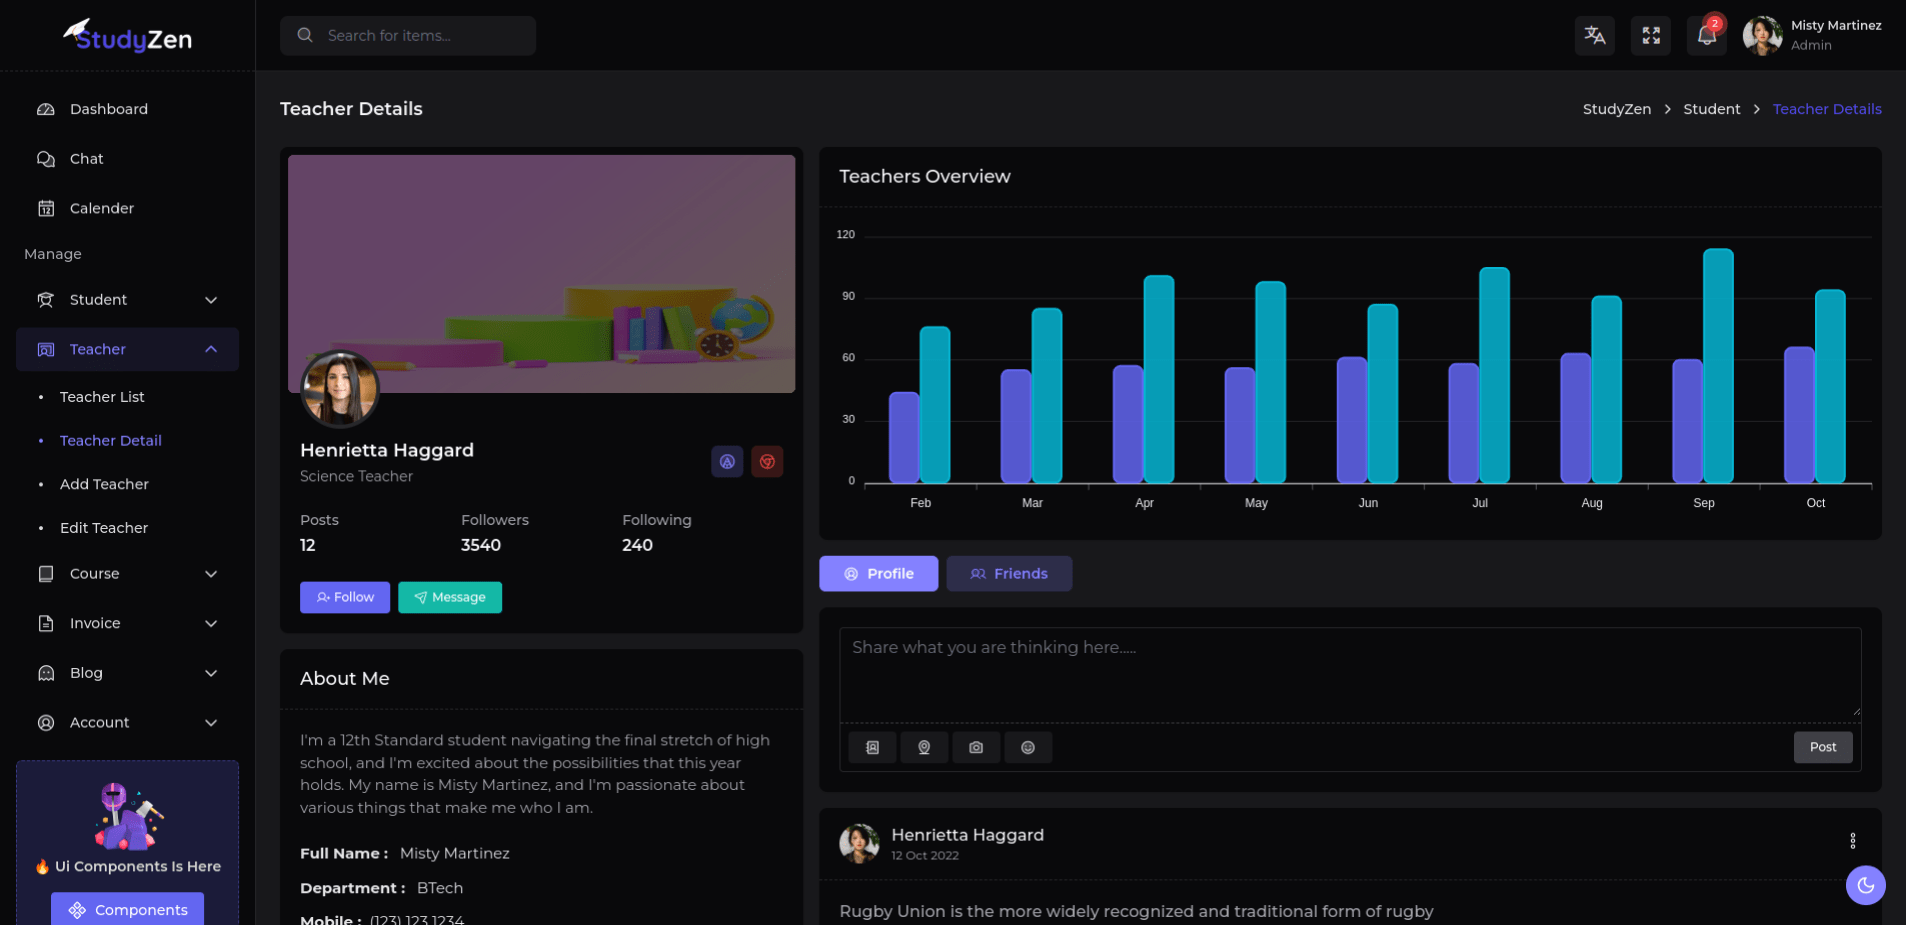 StudyZen
Search for items...
2
Misty Martinez
Admin
Dashboard
Chat
12
Calender
Manage
Student
Teacher
Teacher List
Teacher Detail
Add Teacher
Edit Teacher
Course
Invoice
Blog
Account
🔥 Ui Components Is Here
Components
Teacher Details
StudyZen > Student > Teacher Details
Henrietta Haggard
Science Teacher
Posts Followers Following
12 3540 240
Follow Message
About Me
I'm a 12th Standard student navigating the final stretch of high
school, and I'm excited about the possibilities that this year
holds. My name is Misty Martinez, and I'm passionate about
various things that make me who I am.
Full Name : Misty Martinez
Department : BTech
Mobile : (123) 123 1234
Teachers Overview
120
90
60
30
0
Feb Mar Apr May Jun Jul Aug Sep Oct
Profile Friends
Share what you are thinking here.....
Post
Henrietta Haggard
12 Oct 2022
Rugby Union is the more widely recognized and traditional form of rugby